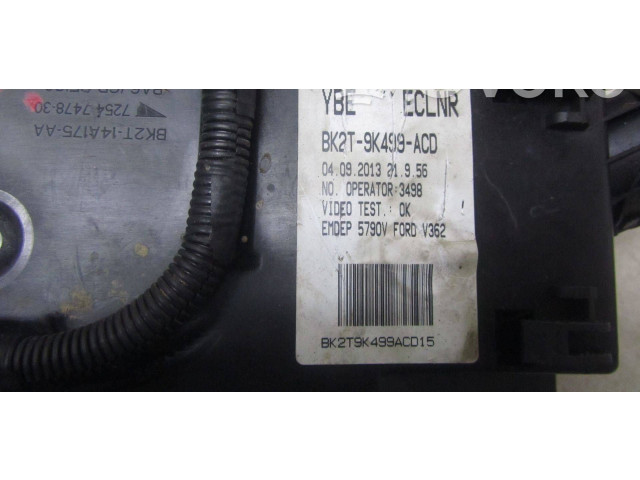 YBE ECLNR
BK2T-9K499-ACD
04.09.2013 21.9.56
NO. OPERATOR:3498
VIDEO TEST.: OK
EMDEP 5790V FORD V362
BK2T9K499ACD15
7254 7478-30
BK2T-14A175-AA